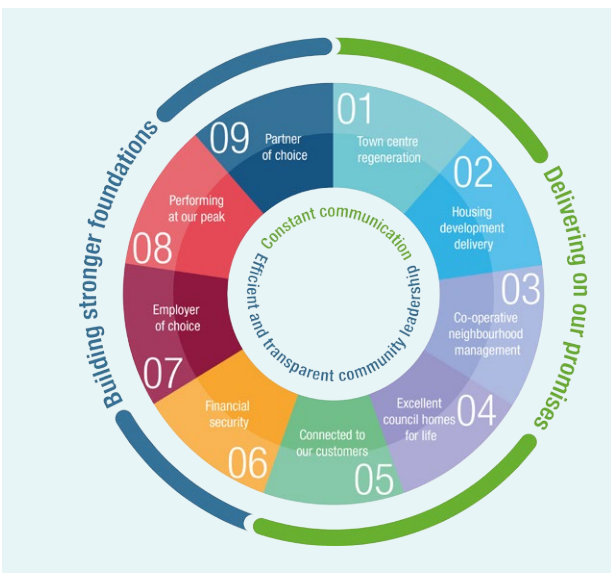 Building stronger foundations
Delivering on our promises
Constant communication
Efficient and transparent community leadership
01
Town centre
regeneration
02
Housing
development
delivery
03
Co-operative
neighbourhood
management
04
Excellent
council homes
for life
05
Connected to
our customers
06
Financial
security
07
Employer
of choice
08
Performing
at our peak
09
Partner
of choice